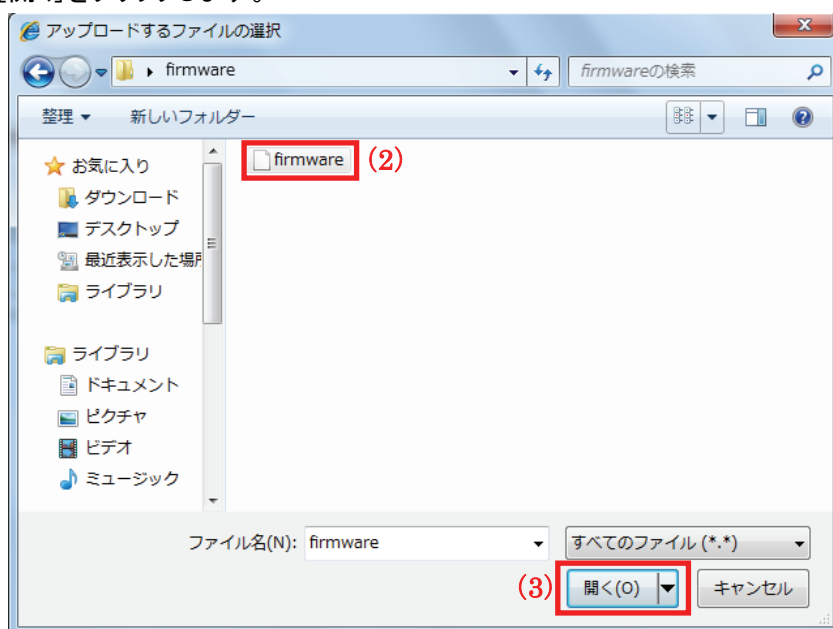 アップロードするファイルの選択
firmware
firmwareの検索
整理
新しいフォルダー
お気に入り
ダウンロード
デスクトップ
最近表示した場所
ライブラリ
ライブラリ
ドキュメント
ピクチャ
ビデオ
ミュージック
firmware
(2)
ファイル名(N): firmware
すべてのファイル (*.*)
(3)
開く(O)
キャンセル